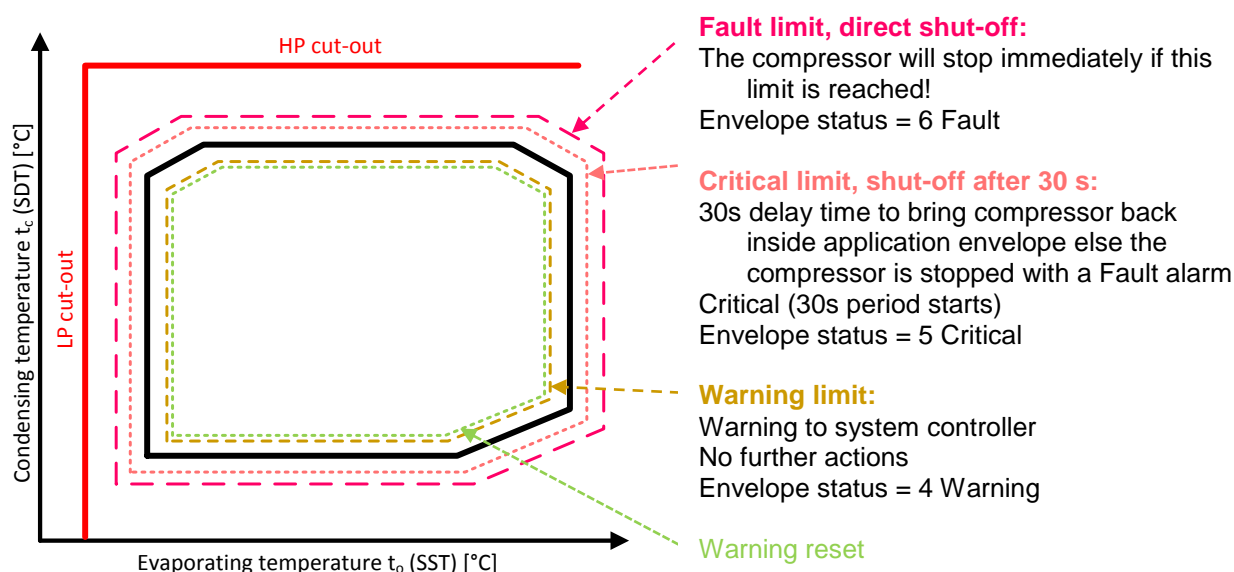 HP cut-out
LP cut-out
Condensing temperature t_c (SDT) [°C]
Evaporating temperature t_o (SST) [°C]
Fault limit, direct shut-off:
The compressor will stop immediately if this
limit is reached!
Envelope status = 6 Fault
Critical limit, shut-off after 30 s:
30s delay time to bring compressor back
inside application envelope else the
compressor is stopped with a Fault alarm
Critical (30s period starts)
Envelope status = 5 Critical
Warning limit:
Warning to system controller
No further actions
Envelope status = 4 Warning
Warning reset